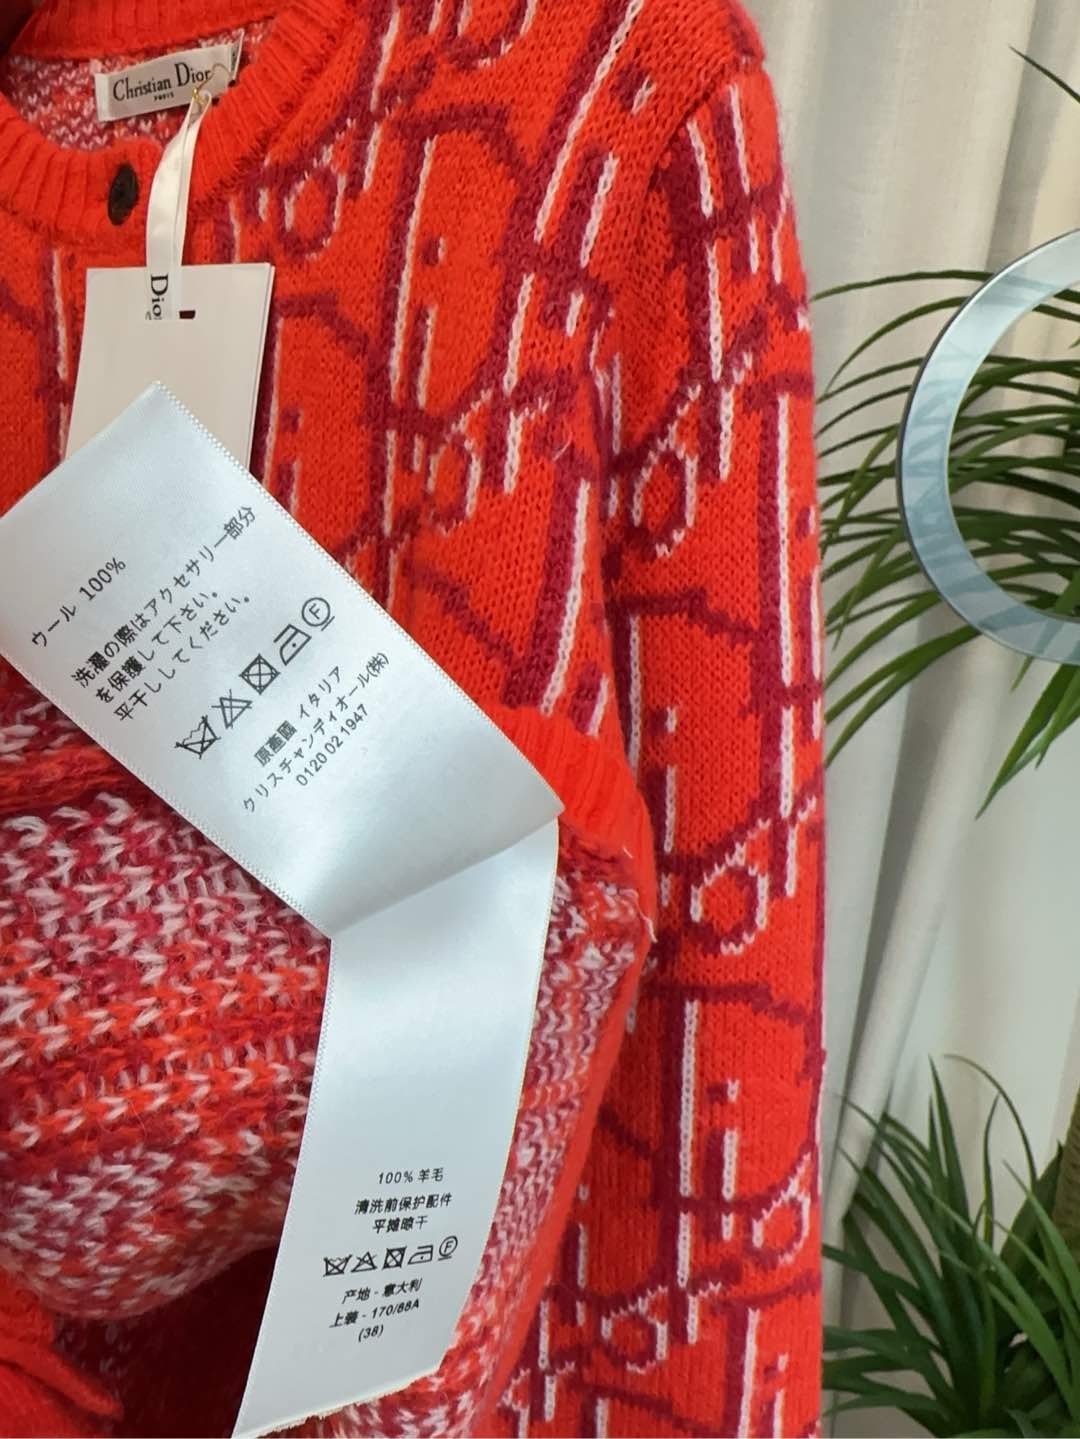 Christian Dior
PARIS
Dior
ウール 100%
洗濯の際はアクセサリー部分
を保護して下さい。
平干ししてください。
F
原產國 イタリア
クリスチャンディオール(株)
0120 02 1947
100% 羊毛
清洗前保护配件
平摊晾干
F
产地 - 意大利
上装 - 170/88A
(38)